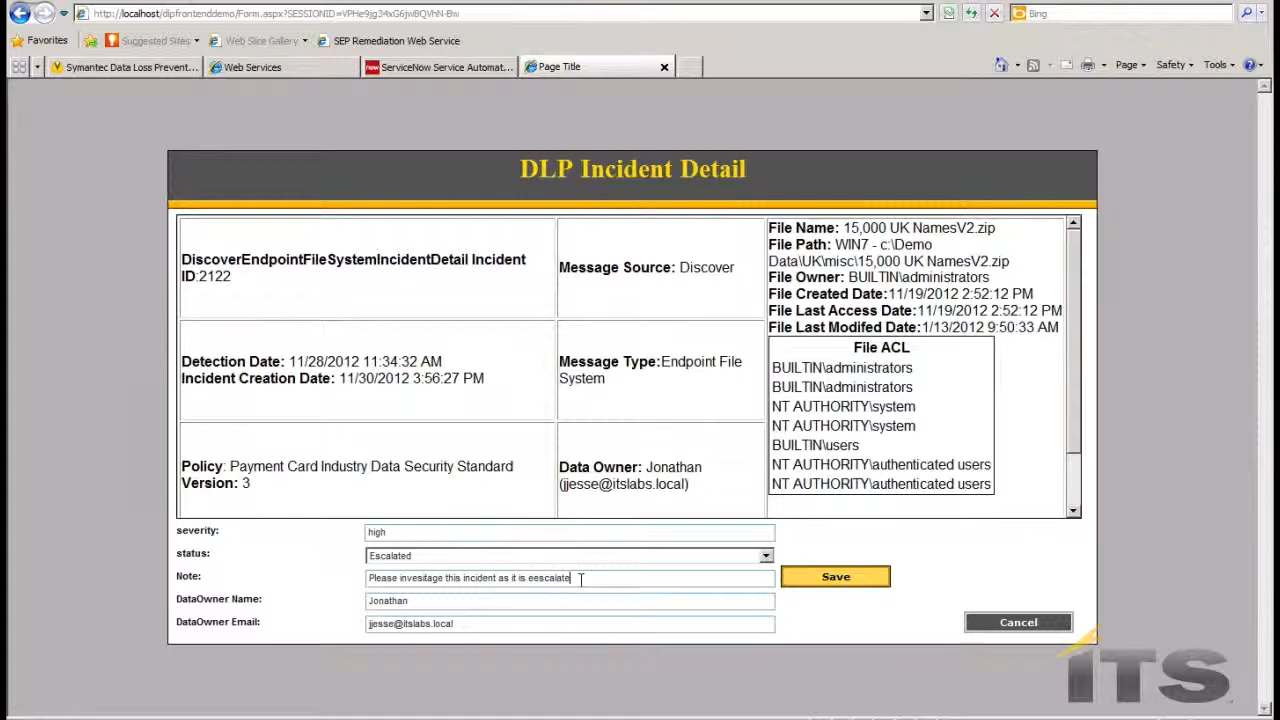 http://localhost/dlpfrontenddemo/Form.aspx?SESSIONID=VPHe9jg34xG6jwBQVhN-Bw
Bing
Favorites
Suggested Sites
Web Slice Gallery
SEP Remediation Web Service
Symantec Data Loss Prevent...
Web Services
ServiceNow Service Automat...
Page Title
Page
Safety
Tools
DLP Incident Detail
DiscoverEndpointFileSystemIncidentDetail Incident
ID:2122
Message Source: Discover
File Name: 15,000 UK NamesV2.zip
File Path: WIN7 - c:\Demo
Data\UK\misc\15,000 UK NamesV2.zip
File Owner: BUILTIN\administrators
File Created Date:11/19/2012 2:52:12 PM
File Last Access Date:11/19/2012 2:52:12 PM
File Last Modifed Date:1/13/2012 9:50:33 AM
File ACL
BUILTIN\administrators
BUILTIN\administrators
NT AUTHORITY\system
NT AUTHORITY\system
BUILTIN\users
NT AUTHORITY\authenticated users
NT AUTHORITY\authenticated users
Detection Date: 11/28/2012 11:34:32 AM
Incident Creation Date: 11/30/2012 3:56:27 PM
Message Type:Endpoint File
System
Policy: Payment Card Industry Data Security Standard
Version: 3
Data Owner: Jonathan
(jjesse@itslabs.local)
severity:
high
status:
Escalated
Note:
Please invesitage this incident as it is eescalate
Save
DataOwner Name:
Jonathan
DataOwner Email:
jjesse@itslabs.local
Cancel
ITS